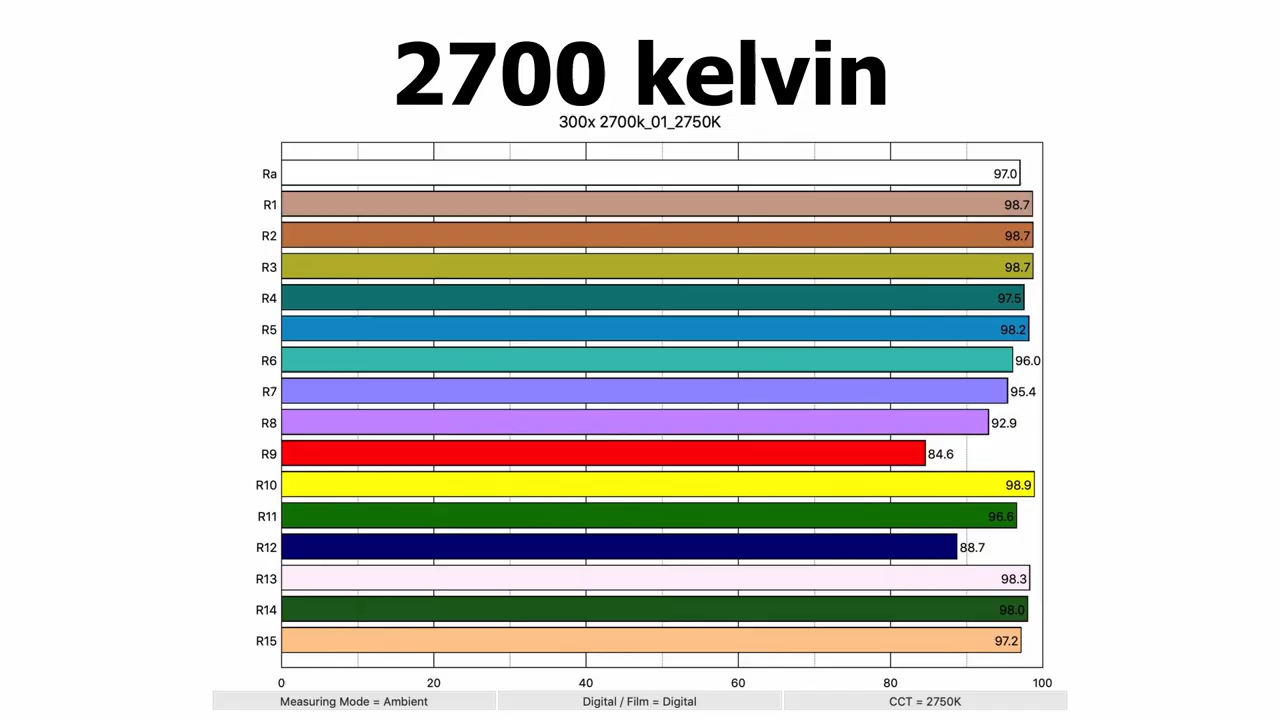 2700 kelvin
300x 2700k_01_2750K
Ra 97.0
R1 98.7
R2 98.7
R3 98.7
R4 97.5
R5 98.2
R6 96.0
R7 95.4
R8 92.9
R9 84.6
R10 98.9
R11 96.6
R12 88.7
R13 98.3
R14 98.0
R15 97.2
0 20 40 60 80 100
Measuring Mode = Ambient Digital / Film = Digital CCT = 2750K